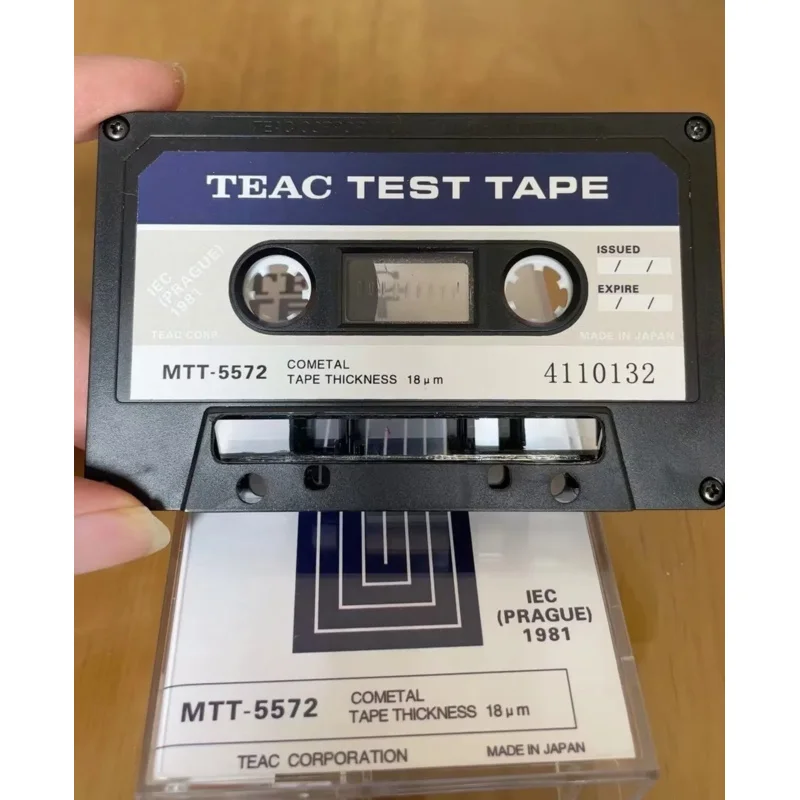 TEAC TEST TAPE
IEC
(PRAGUE)
1981
ISSUED
/ /
EXPIRE
/ /
TEAC CORP.
MADE IN JAPAN
MTT-5572
COMETAL
TAPE THICKNESS 18μm
4110132
IEC
(PRAGUE)
1981
MTT-5572
COMETAL
TAPE THICKNESS 18μm
TEAC CORPORATION
MADE IN JAPAN